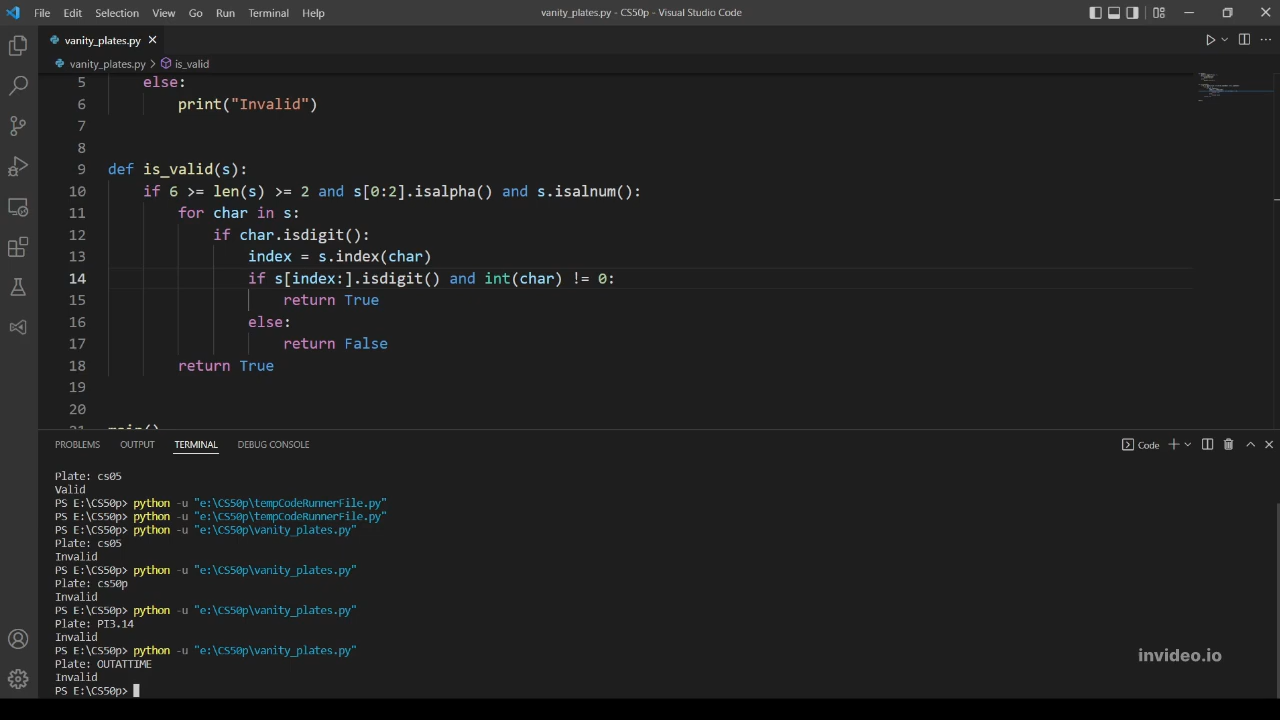 File Edit Selection View Go Run Terminal Help vanity_plates.py - CS50p - Visual Studio Code
vanity_plates.py
vanity_plates.py > is_valid
5 else:
6 print("Invalid")
7
8
9 def is_valid(s):
10 if 6 >= len(s) >= 2 and s[0:2].isalpha() and s.isalnum():
11 for char in s:
12 if char.isdigit():
13 index = s.index(char)
14 if s[index:].isdigit() and int(char) != 0:
15 return True
16 else:
17 return False
18 return True
19
20
21 main()
PROBLEMS OUTPUT TERMINAL DEBUG CONSOLE Code
Plate: cs05
Valid
PS E:\CS50p> python -u "e:\CS50p\tempCodeRunnerFile.py"
PS E:\CS50p> python -u "e:\CS50p\tempCodeRunnerFile.py"
PS E:\CS50p> python -u "e:\CS50p\vanity_plates.py"
Plate: cs05
Invalid
PS E:\CS50p> python -u "e:\CS50p\vanity_plates.py"
Plate: cs50p
Invalid
PS E:\CS50p> python -u "e:\CS50p\vanity_plates.py"
Plate: PI3.14
Invalid
PS E:\CS50p> python -u "e:\CS50p\vanity_plates.py"
Plate: OUTATTIME
Invalid
PS E:\CS50p>
invideo.io